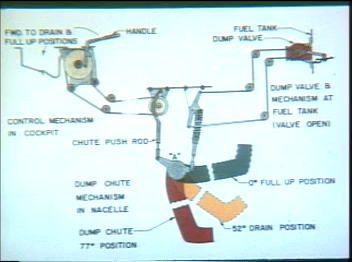 FWD. TO DRAIN &
FULL UP POSITIONS
HANDLE
FUEL TANK
DUMP VALVE
DUMP VALVE &
MECHANISM AT
FUEL TANK
(VALVE OPEN)
CONTROL MECHANISM
IN COCKPIT
CHUTE PUSH ROD
"A"
DUMP CHUTE
MECHANISM
IN NACELLE
0° FULL UP POSITION
DUMP CHUTE
77° POSITION
52° DRAIN POSITION